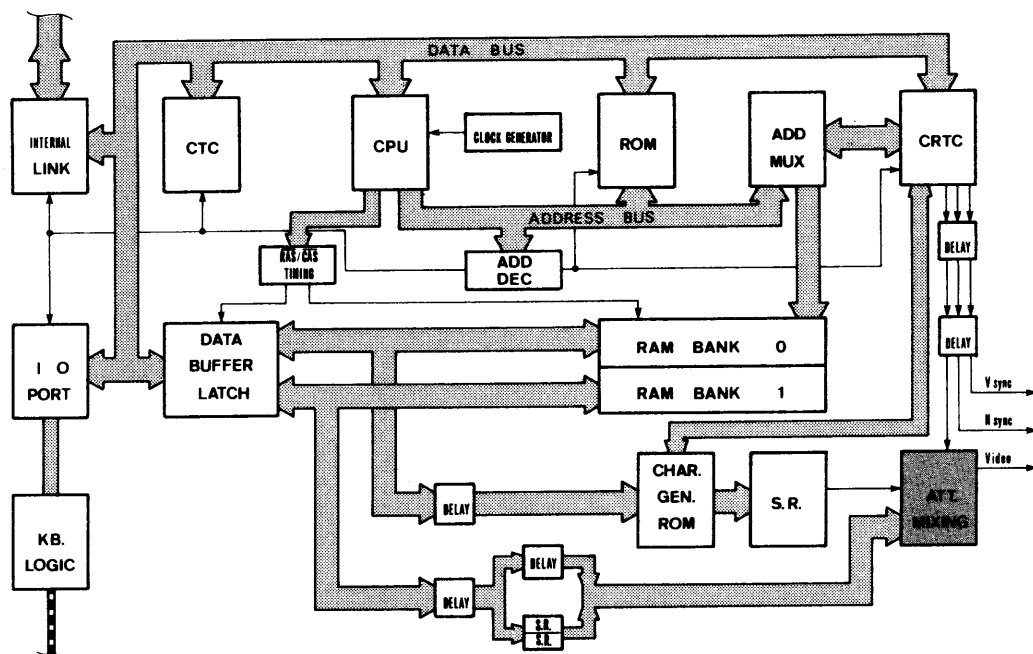 DATA BUS
INTERNAL
LINK
CTC
CPU
CLOCK GENERATOR
ROM
ADD
MUX
CRTC
ADDRESS BUS
RAS/CAS
TIMING
ADD
DEC
DELAY
I O
PORT
DATA
BUFFER
LATCH
RAM BANK 0
RAM BANK 1
DELAY
V sync
H sync
Video
KB.
LOGIC
DELAY
CHAR.
GEN.
ROM
S.R.
ATT.
MIXING
DELAY
DELAY
S.R.
S.R.